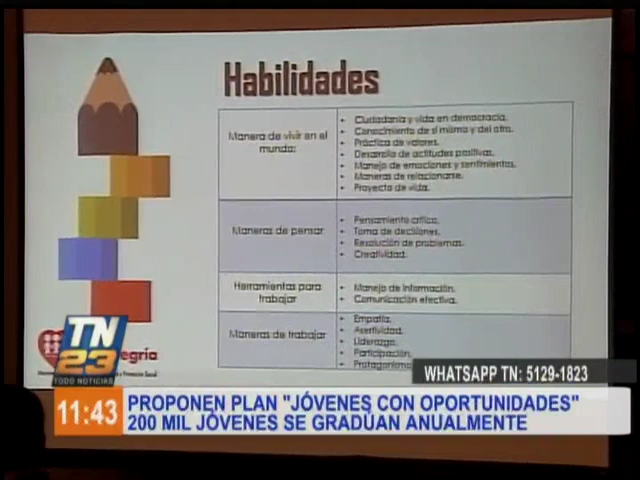 Habilidades
Manera de vivir en el
mundo:
• Ciudadanía y vida en democracia.
• Conocimiento de sí mismo y del otro.
• Práctica de valores.
• Desarrollo de actitudes positivas.
• Manejo de emociones y sentimientos.
• Maneras de relacionarse.
• Proyecto de vida.
Maneras de pensar
• Pensamiento crítico.
• Toma de decisiones.
• Resolución de problemas.
• Creatividad.
Herramientas para
trabajar
• Manejo de información.
• Comunicación efectiva.
Maneras de trabajar
• Empatía.
• Asertividad.
• Liderazgo.
• Participación.
TN
23
TODO NOTICIAS
WHATSAPP TN: 5129-1823
11:43
PROPONEN PLAN "JÓVENES CON OPORTUNIDADES"
200 MIL JÓVENES SE GRADÚAN ANUALMENTE